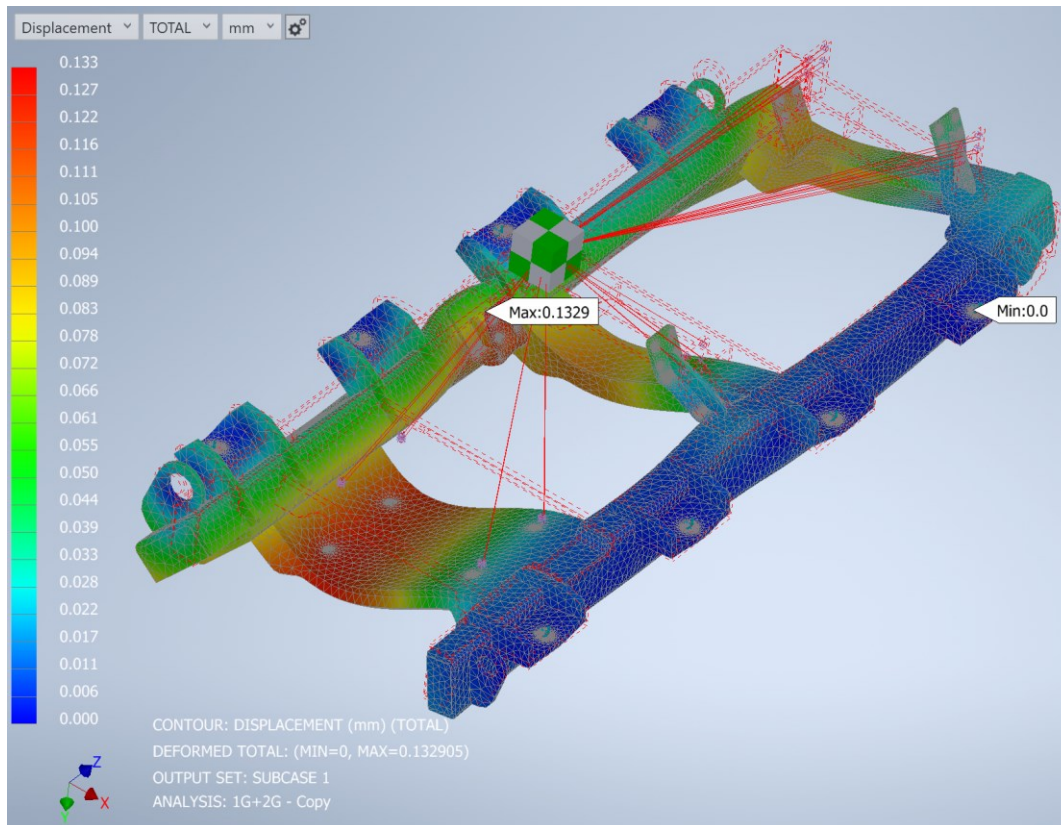 Displacement TOTAL mm
0.133
0.127
0.122
0.116
0.111
0.105
0.100
0.094
0.089
0.083
0.078
0.072
0.066
0.061
0.055
0.050
0.044
0.039
0.033
0.028
0.022
0.017
0.011
0.006
0.000
Max:0.1329
Min:0.0
CONTOUR: DISPLACEMENT (mm) (TOTAL)
DEFORMED TOTAL: (MIN=0, MAX=0.132905)
OUTPUT SET: SUBCASE 1
ANALYSIS: 1G+2G - Copy
Z
X
Y